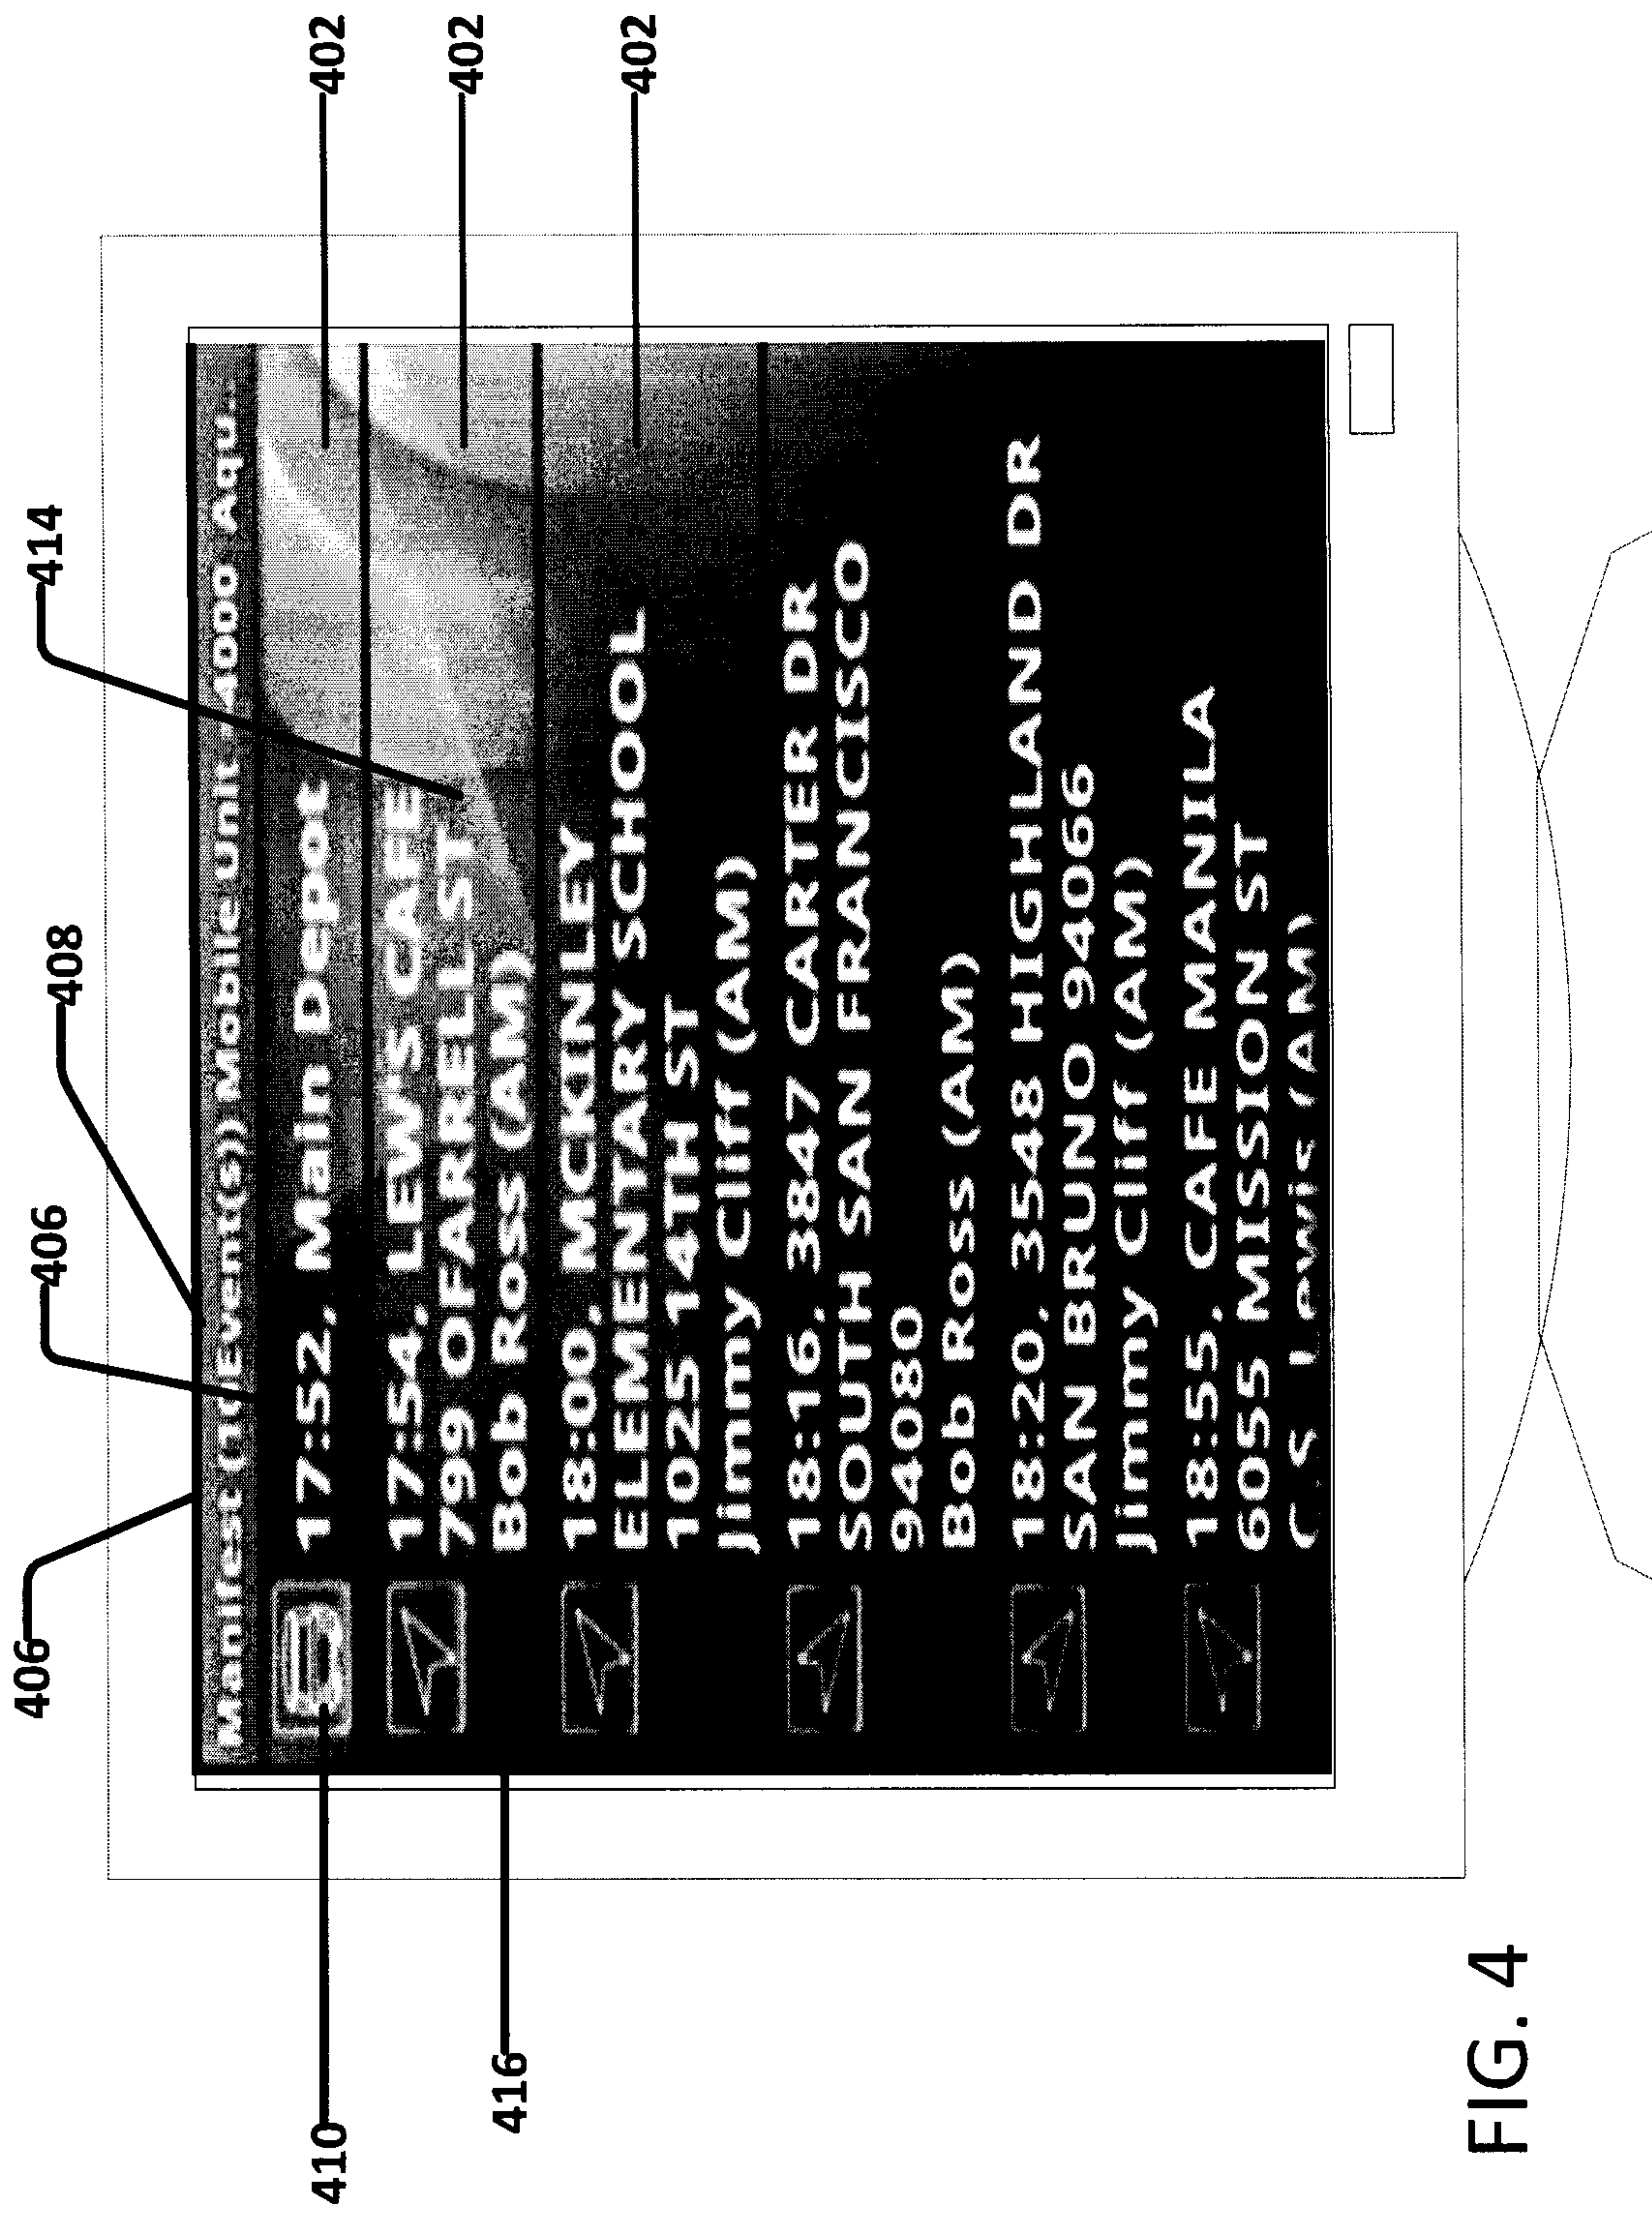 406
406
408
414
Manifest (10 Event(s)) Mobile Unit -4000 Aqu...
410
17:52, Main Depot
402
17:54, LEW'S CAFE
799 OFARRELL ST
402
Bob Ross (AM)
416
18:00, MCKINLEY
ELEMENTARY SCHOOL
402
1025 14TH ST
Jimmy Cliff (AM)
18:16, 3847 CARTER DR
SOUTH SAN FRANCISCO
94080
Bob Ross (AM)
18:20, 3548 HIGHLAND DR
SAN BRUNO 94066
Jimmy Cliff (AM)
18:55, CAFE MANILA
6055 MISSION ST
C.S. Lewis (AM)
FIG. 4